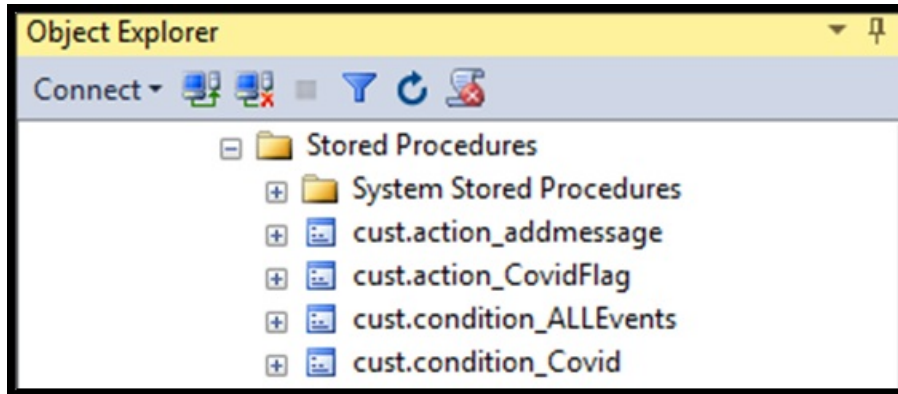 Object Explorer
Connect
Stored Procedures
System Stored Procedures
cust.action_addmessage
cust.action_CovidFlag
cust.condition_ALLEvents
cust.condition_Covid